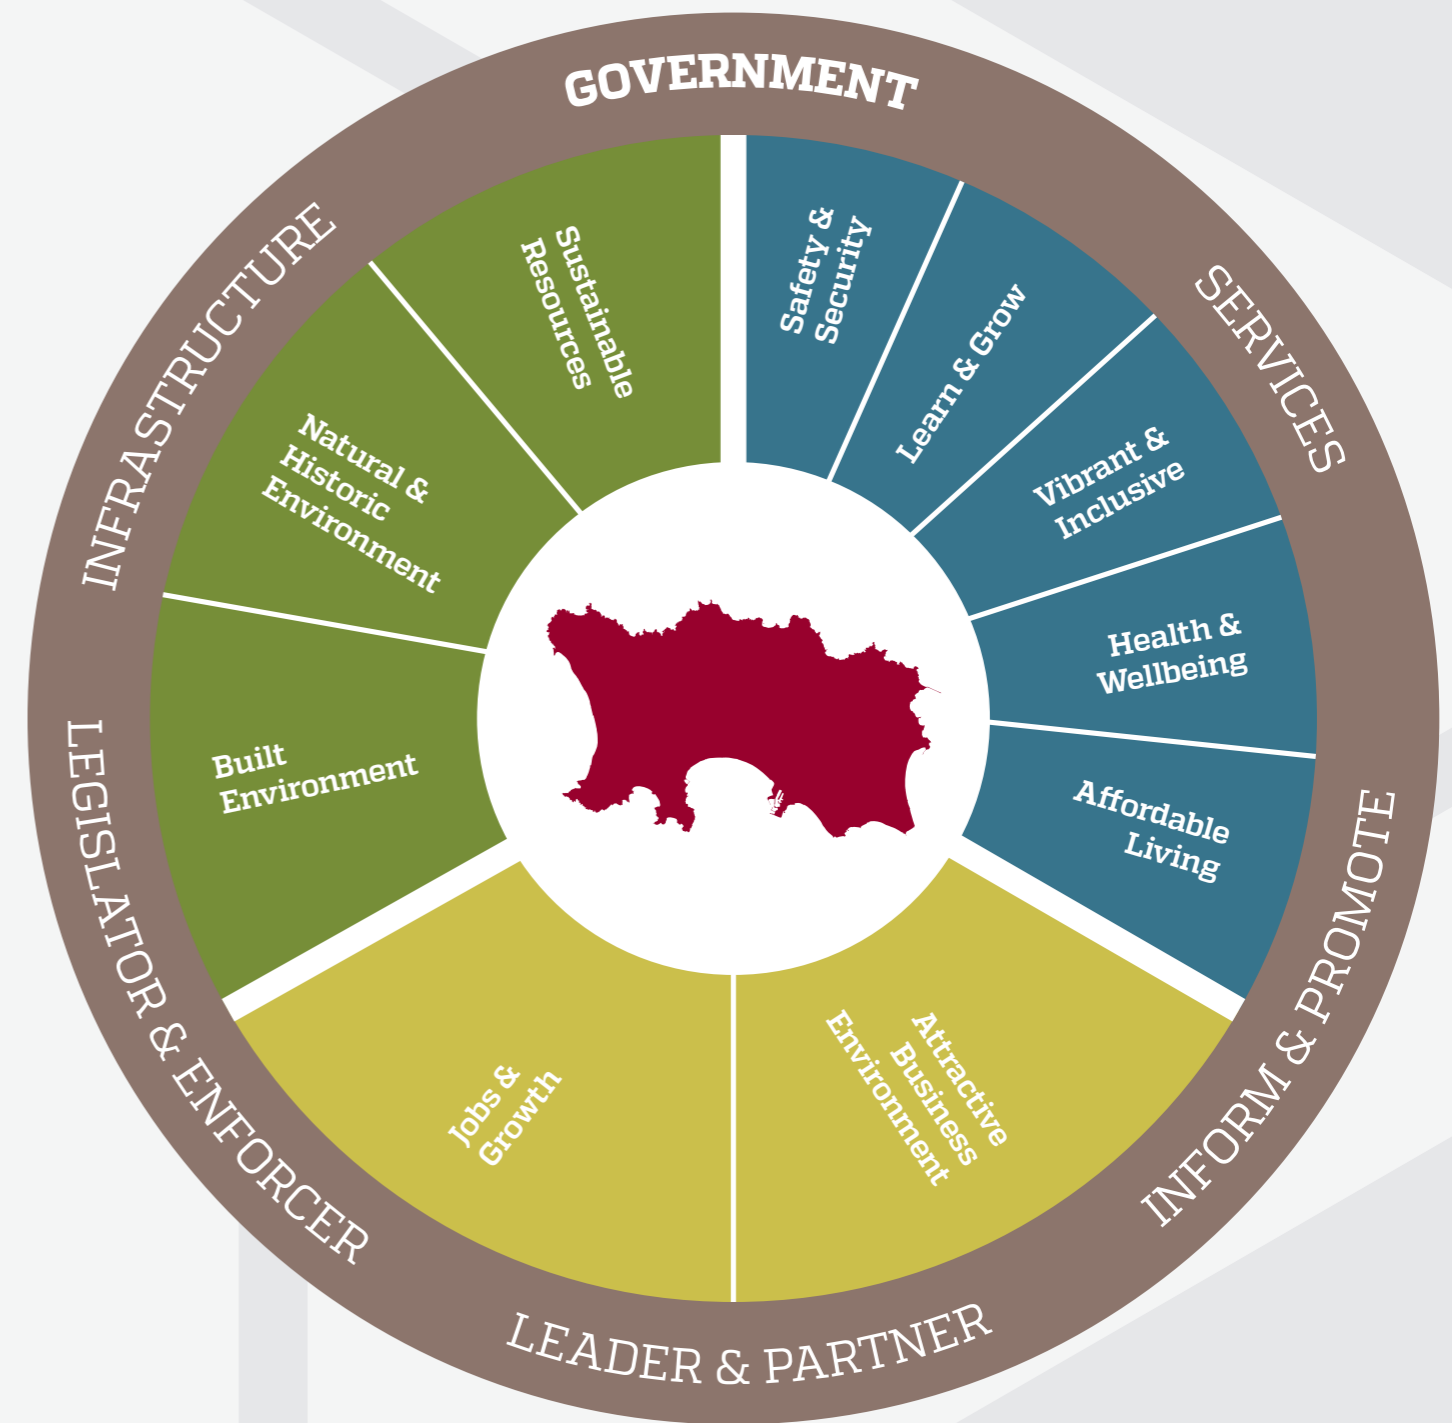 GOVERNMENT
SERVICES
INFORM & PROMOTE
LEADER & PARTNER
LEGISLATOR & ENFORCER
INFRASTRUCTURE
Safety &
Security
Learn & Grow
Vibrant &
Inclusive
Health &
Wellbeing
Affordable
Living
Attractive
Business
Environment
Jobs &
Growth
Built
Environment
Natural &
Historic
Environment
Sustainable
Resources